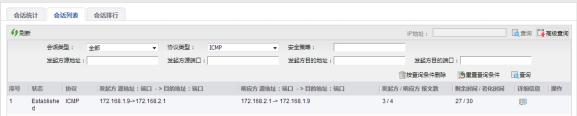 会话统计 会话列表 会话排行
刷新 IP地址： 查询 高级查询
会话类型： 全部 协议类型： ICMP 安全策略：
发起方源地址： 发起方源端口： 发起方目的地址： 发起方目的端口：
按查询条件删除 重置查询条件 查询
序号 状态 协议 发起方 源地址：端口 -> 目的地址：端口 响应方 源地址：端口 -> 目的地址：端口 发起方 / 响应方 报文数 剩余时间 / 老化时间 详细信息 操作
1 Established ICMP 172.168.1.9->172.168.2.1 172.168.2.1-> 172.168.1.9 3 / 4 27 / 30